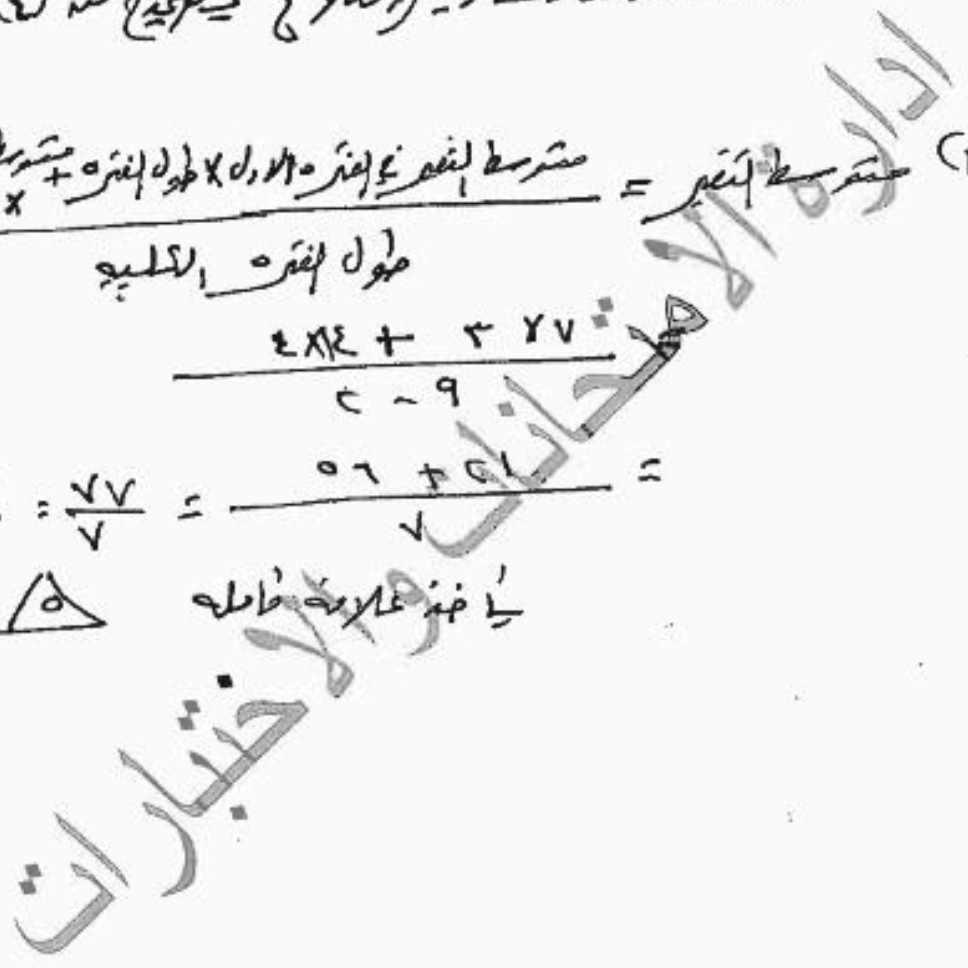 متوسط التغير = متوسط التغير في الفترة الاولى × طول الفترة +
طول الفترة الكلية
٧ × ٣ + ١٤ × ٤
٩ - ٢
= ٢١ + ٥٦ = ٧٧ =
٧ ٧
يأخذ علامة كاملة ٥
ادارة الامتحانات والاختبارات